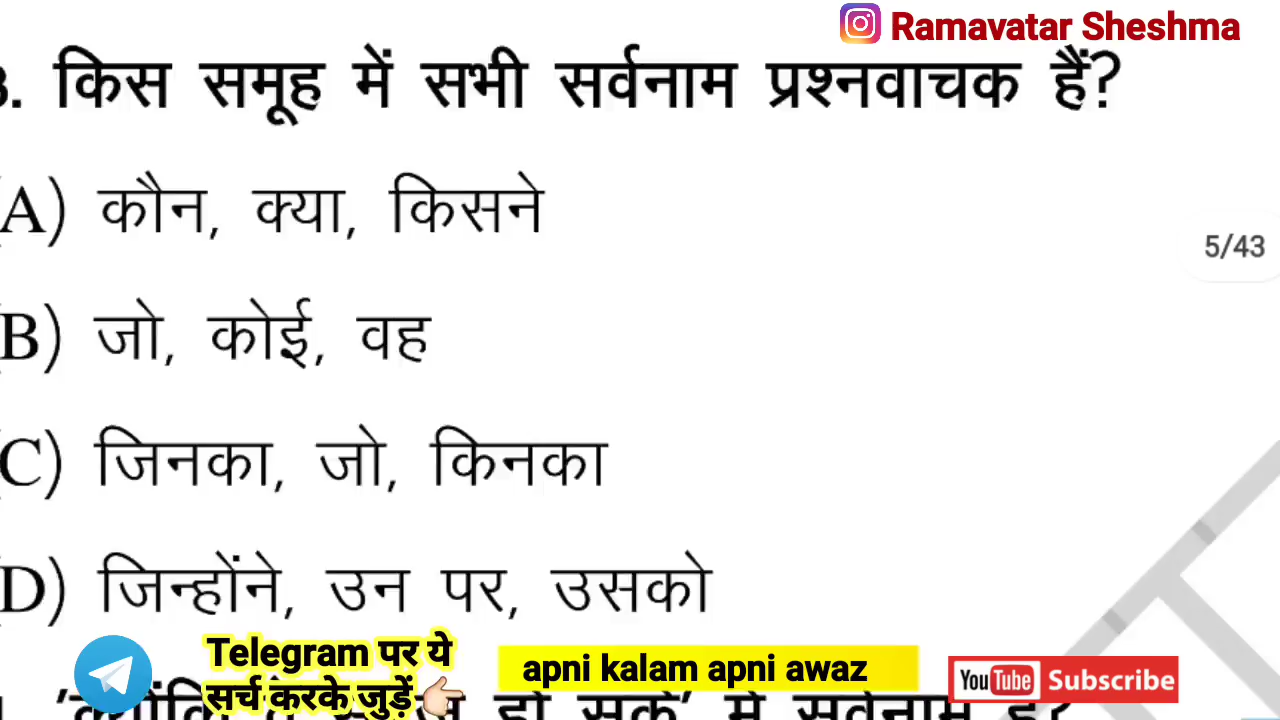 Ramavatar Sheshma
3. किस समूह में सभी सर्वनाम प्रश्नवाचक हैं?
A) कौन, क्या, किसने
5/43
B) जो, कोई, वह
C) जिनका, जो, किनका
D) जिन्होंने, उन पर, उसको
Telegram पर ये
सर्च करके जुड़ें
apni kalam apni awaz
YouTube Subscribe